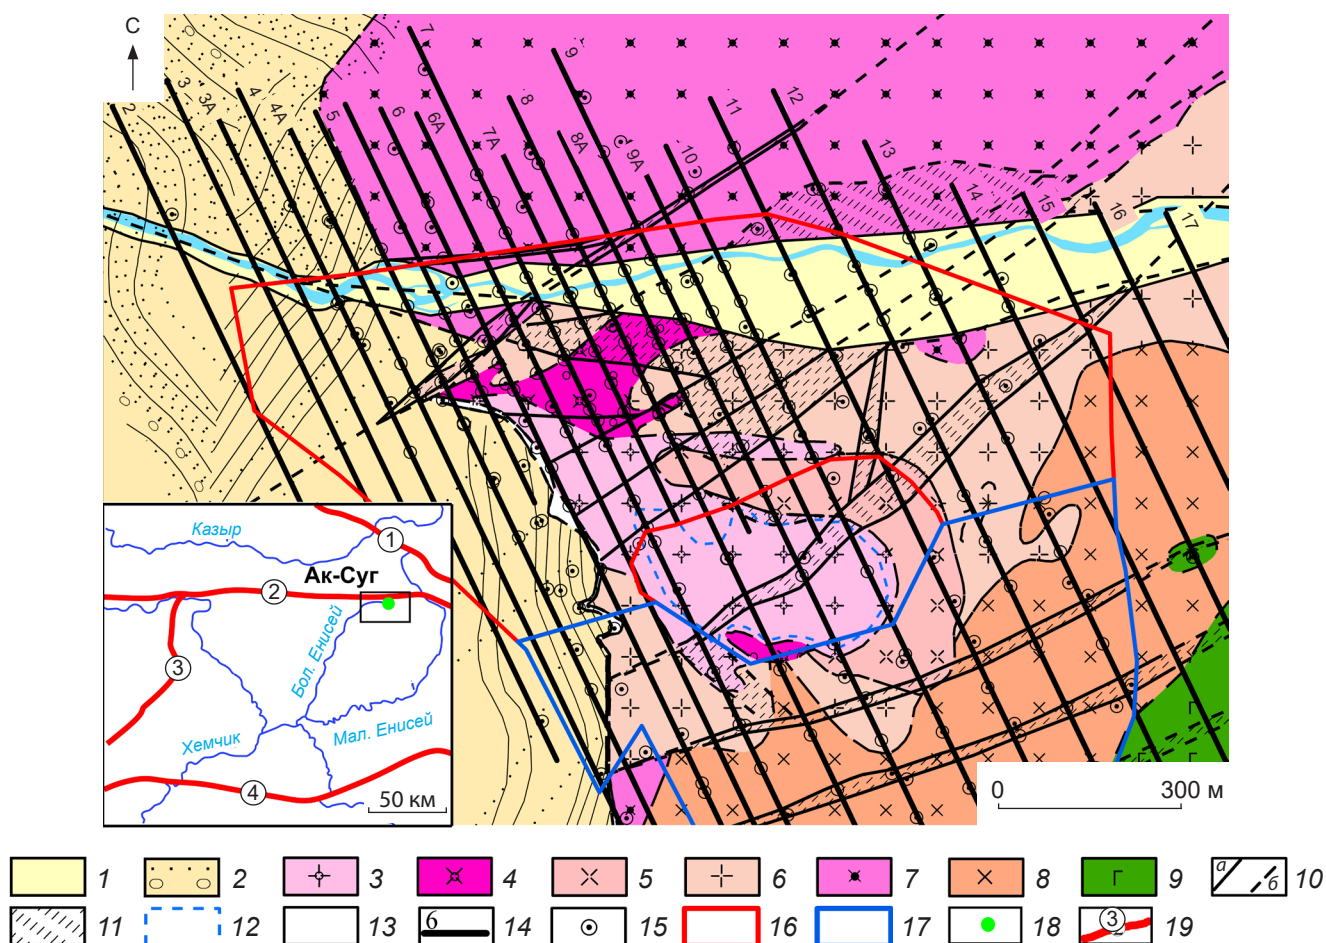 С
2
3
3А
4
4А
5
6
6А
7
7А
8
8А
9
9А
10
11
12
13
14
15
16
17
Казыр
1
Ак-Суг
2
Бол. Енисей
3
Хемчик
Мал. Енисей
4
50 км
0 300 м
1 2 3 4 5 6 7 8 9 а б 10
11 12 13 6 14 15 16 17 18 3 19